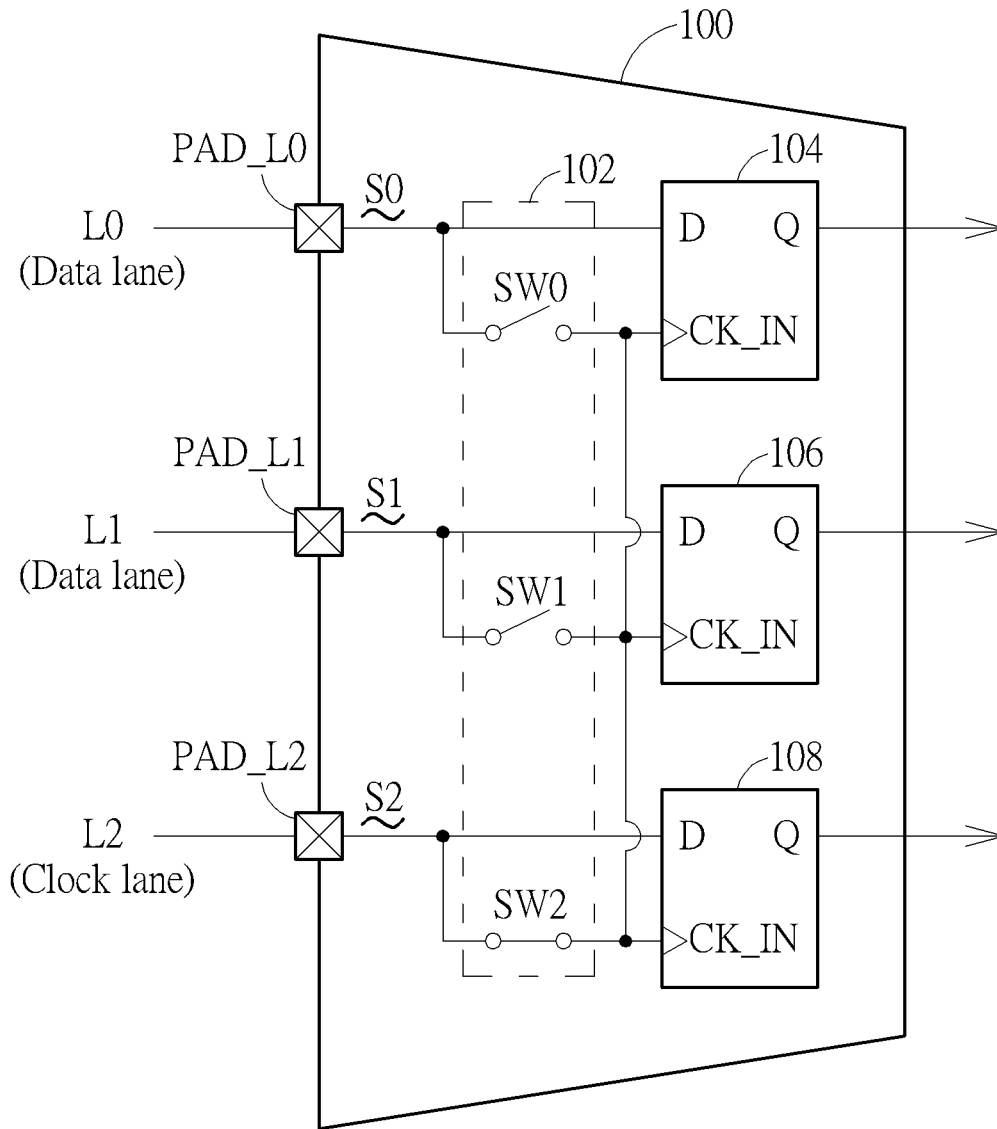 100
PAD_L0
S0
102
104
L0
(Data lane)
D
Q
SW0
CK_IN
PAD_L1
S1
106
L1
(Data lane)
D
Q
SW1
CK_IN
PAD_L2
S2
108
L2
(Clock lane)
D
Q
SW2
CK_IN